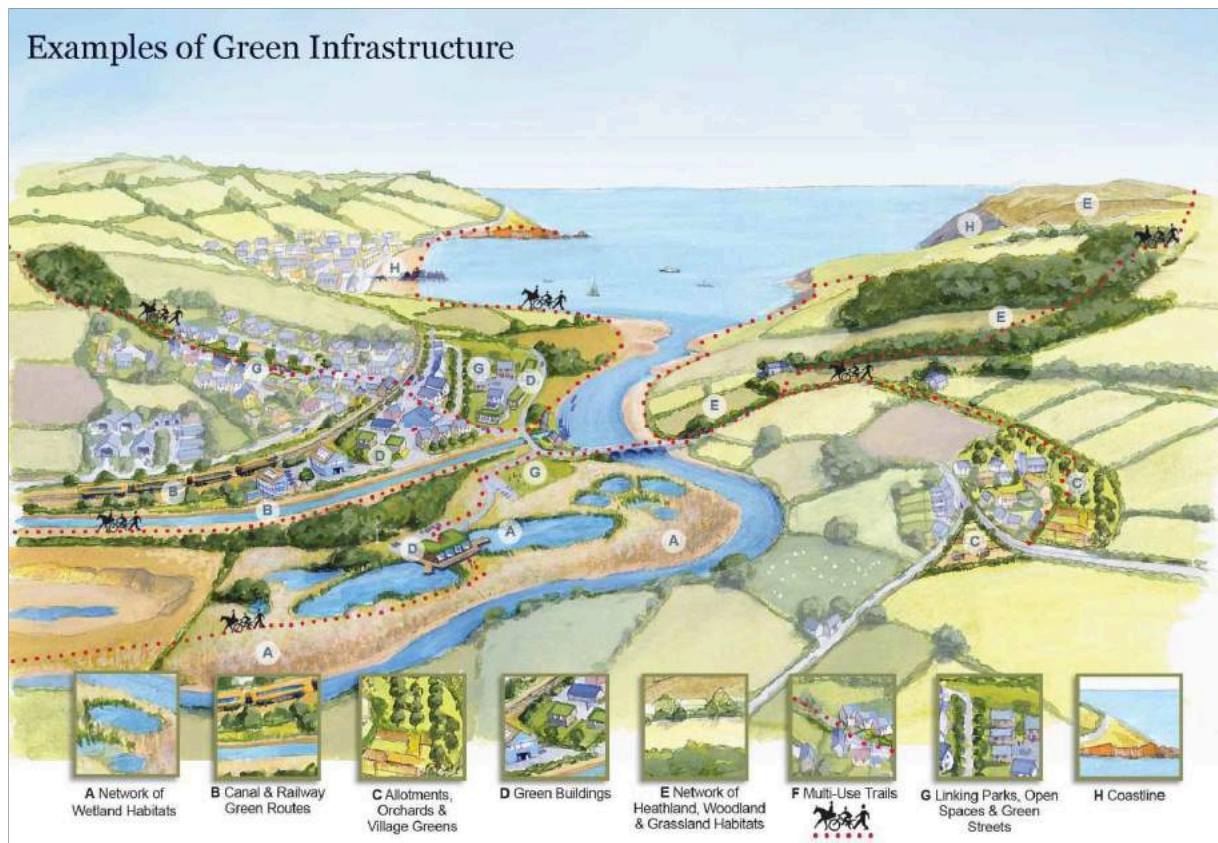 Examples of Green Infrastructure
E
H
H
E
G
G
D
E
D
G
C
B
B
A
A
D
C
A
A Network of
Wetland Habitats
B Canal & Railway
Green Routes
C Allotments,
Orchards &
Village Greens
D Green Buildings
E Network of
Heathland, Woodland
& Grassland Habitats
F Multi-Use Trails
G Linking Parks, Open
Spaces & Green
Streets
H Coastline